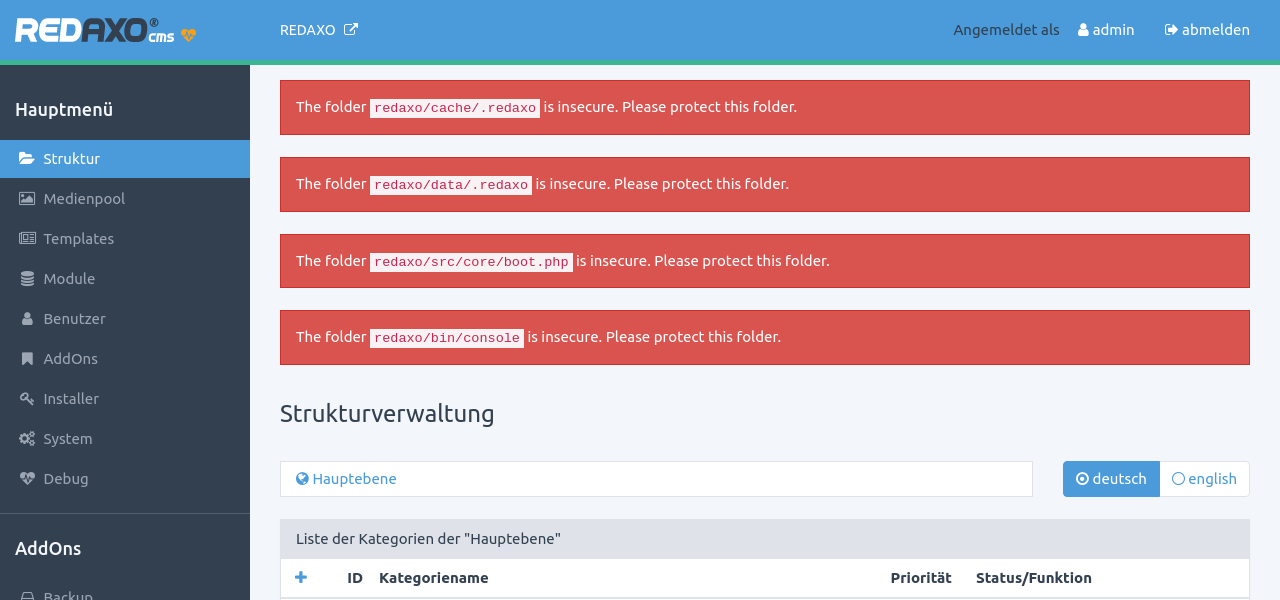 REDAXO® cms
REDAXO
Angemeldet als admin abmelden
Hauptmenü
Struktur
Medienpool
Templates
Module
Benutzer
AddOns
Installer
System
Debug
AddOns
Backup
The folder redaxo/cache/.redaxo is insecure. Please protect this folder.
The folder redaxo/data/.redaxo is insecure. Please protect this folder.
The folder redaxo/src/core/boot.php is insecure. Please protect this folder.
The folder redaxo/bin/console is insecure. Please protect this folder.
Strukturverwaltung
Hauptebene
deutsch english
Liste der Kategorien der "Hauptebene"
ID Kategoriename Priorität Status/Funktion